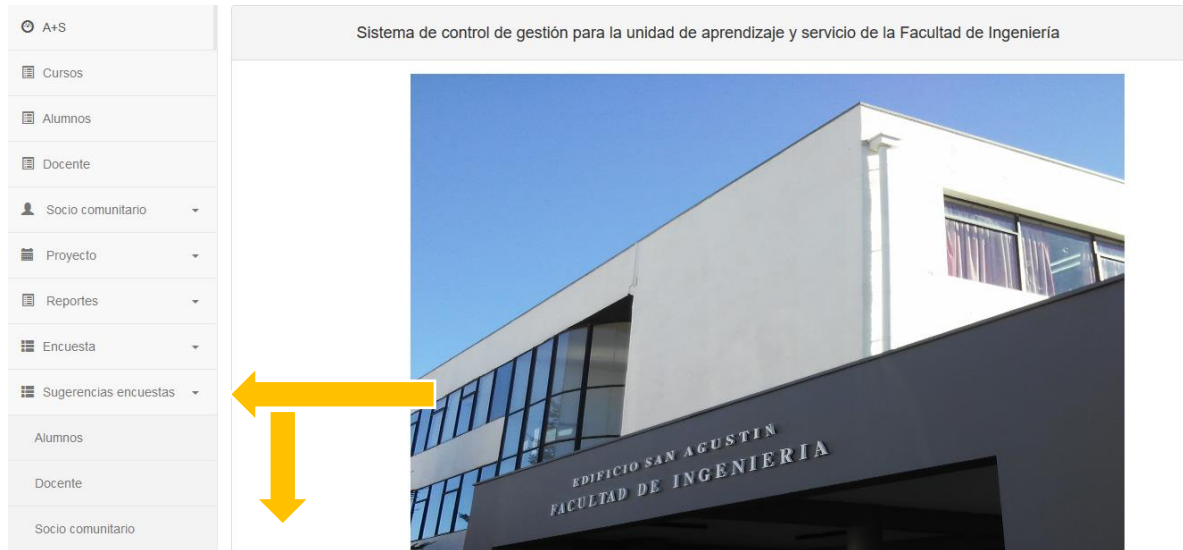 A+S
Cursos
Alumnos
Docente
Socio comunitario
Proyecto
Reportes
Encuesta
Sugerencias encuestas
Alumnos
Docente
Socio comunitario
Sistema de control de gestión para la unidad de aprendizaje y servicio de la Facultad de Ingeniería
EDIFICIO SAN AGUSTIN
FACULTAD DE INGENIERIA